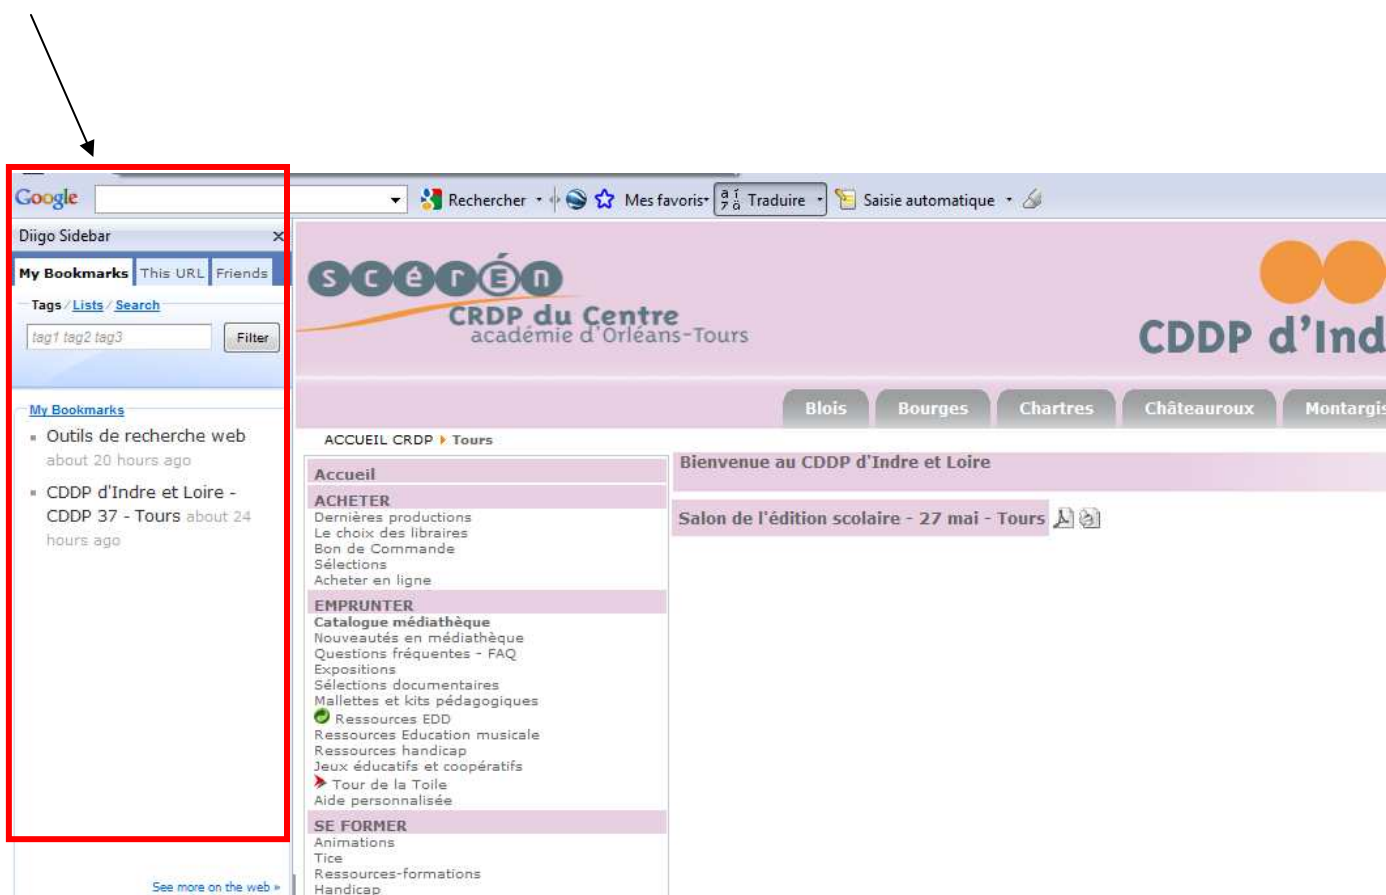 Google
Rechercher
Mes favoris
Traduire
Saisie automatique
Diigo Sidebar
My Bookmarks This URL Friends
Tags / Lists / Search
tag1 tag2 tag3
Filter
My Bookmarks
Outils de recherche web
about 20 hours ago
CDDP d'Indre et Loire -
CDDP 37 - Tours about 24
hours ago
See more on the web »
scérÉn
CRDP du Centre
académie d'Orléans-Tours
CDDP d'Ind
Blois Bourges Chartres Châteauroux Montargis
ACCUEIL CRDP Tours
Accueil
ACHETER
Dernières productions
Le choix des libraires
Bon de Commande
Sélections
Acheter en ligne
EMPRUNTER
Catalogue médiathèque
Nouveautés en médiathèque
Questions fréquentes - FAQ
Expositions
Sélections documentaires
Mallettes et kits pédagogiques
Ressources EDD
Ressources Education musicale
Ressources handicap
Jeux éducatifs et coopératifs
Tour de la Toile
Aide personnalisée
SE FORMER
Animations
Tice
Ressources-formations
Handicap
Bienvenue au CDDP d'Indre et Loire
Salon de l'édition scolaire - 27 mai - Tours